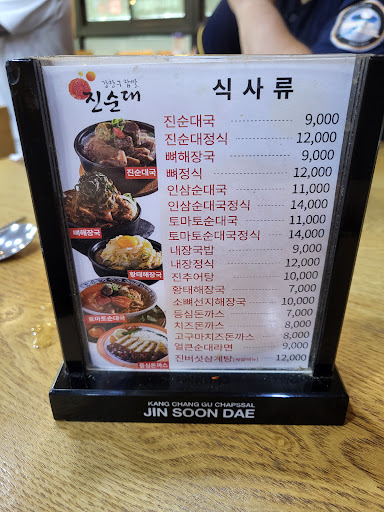 강창구 찹쌀
진순대
식사류
진순대국 9,000
진순대정식 12,000
뼈해장국 9,000
뼈정식 12,000
인삼순대국 11,000
인삼순대국정식 14,000
토마토순대국 11,000
토마토순대국정식 14,000
내장국밥 9,000
내장정식 12,000
진추어탕 10,000
황태해장국 7,000
소뼈선지해장국 10,000
등심돈까스 7,000
치즈돈까스 8,000
고구마치즈돈까스 8,000
얼큰순대라면 9,000
진버섯삼계탕 12,000
진순대국
뼈해장국
황태해장국
토마토순대국
등심돈까스
KANG CHANG GU CHAPSSAL
JIN SOON DAE